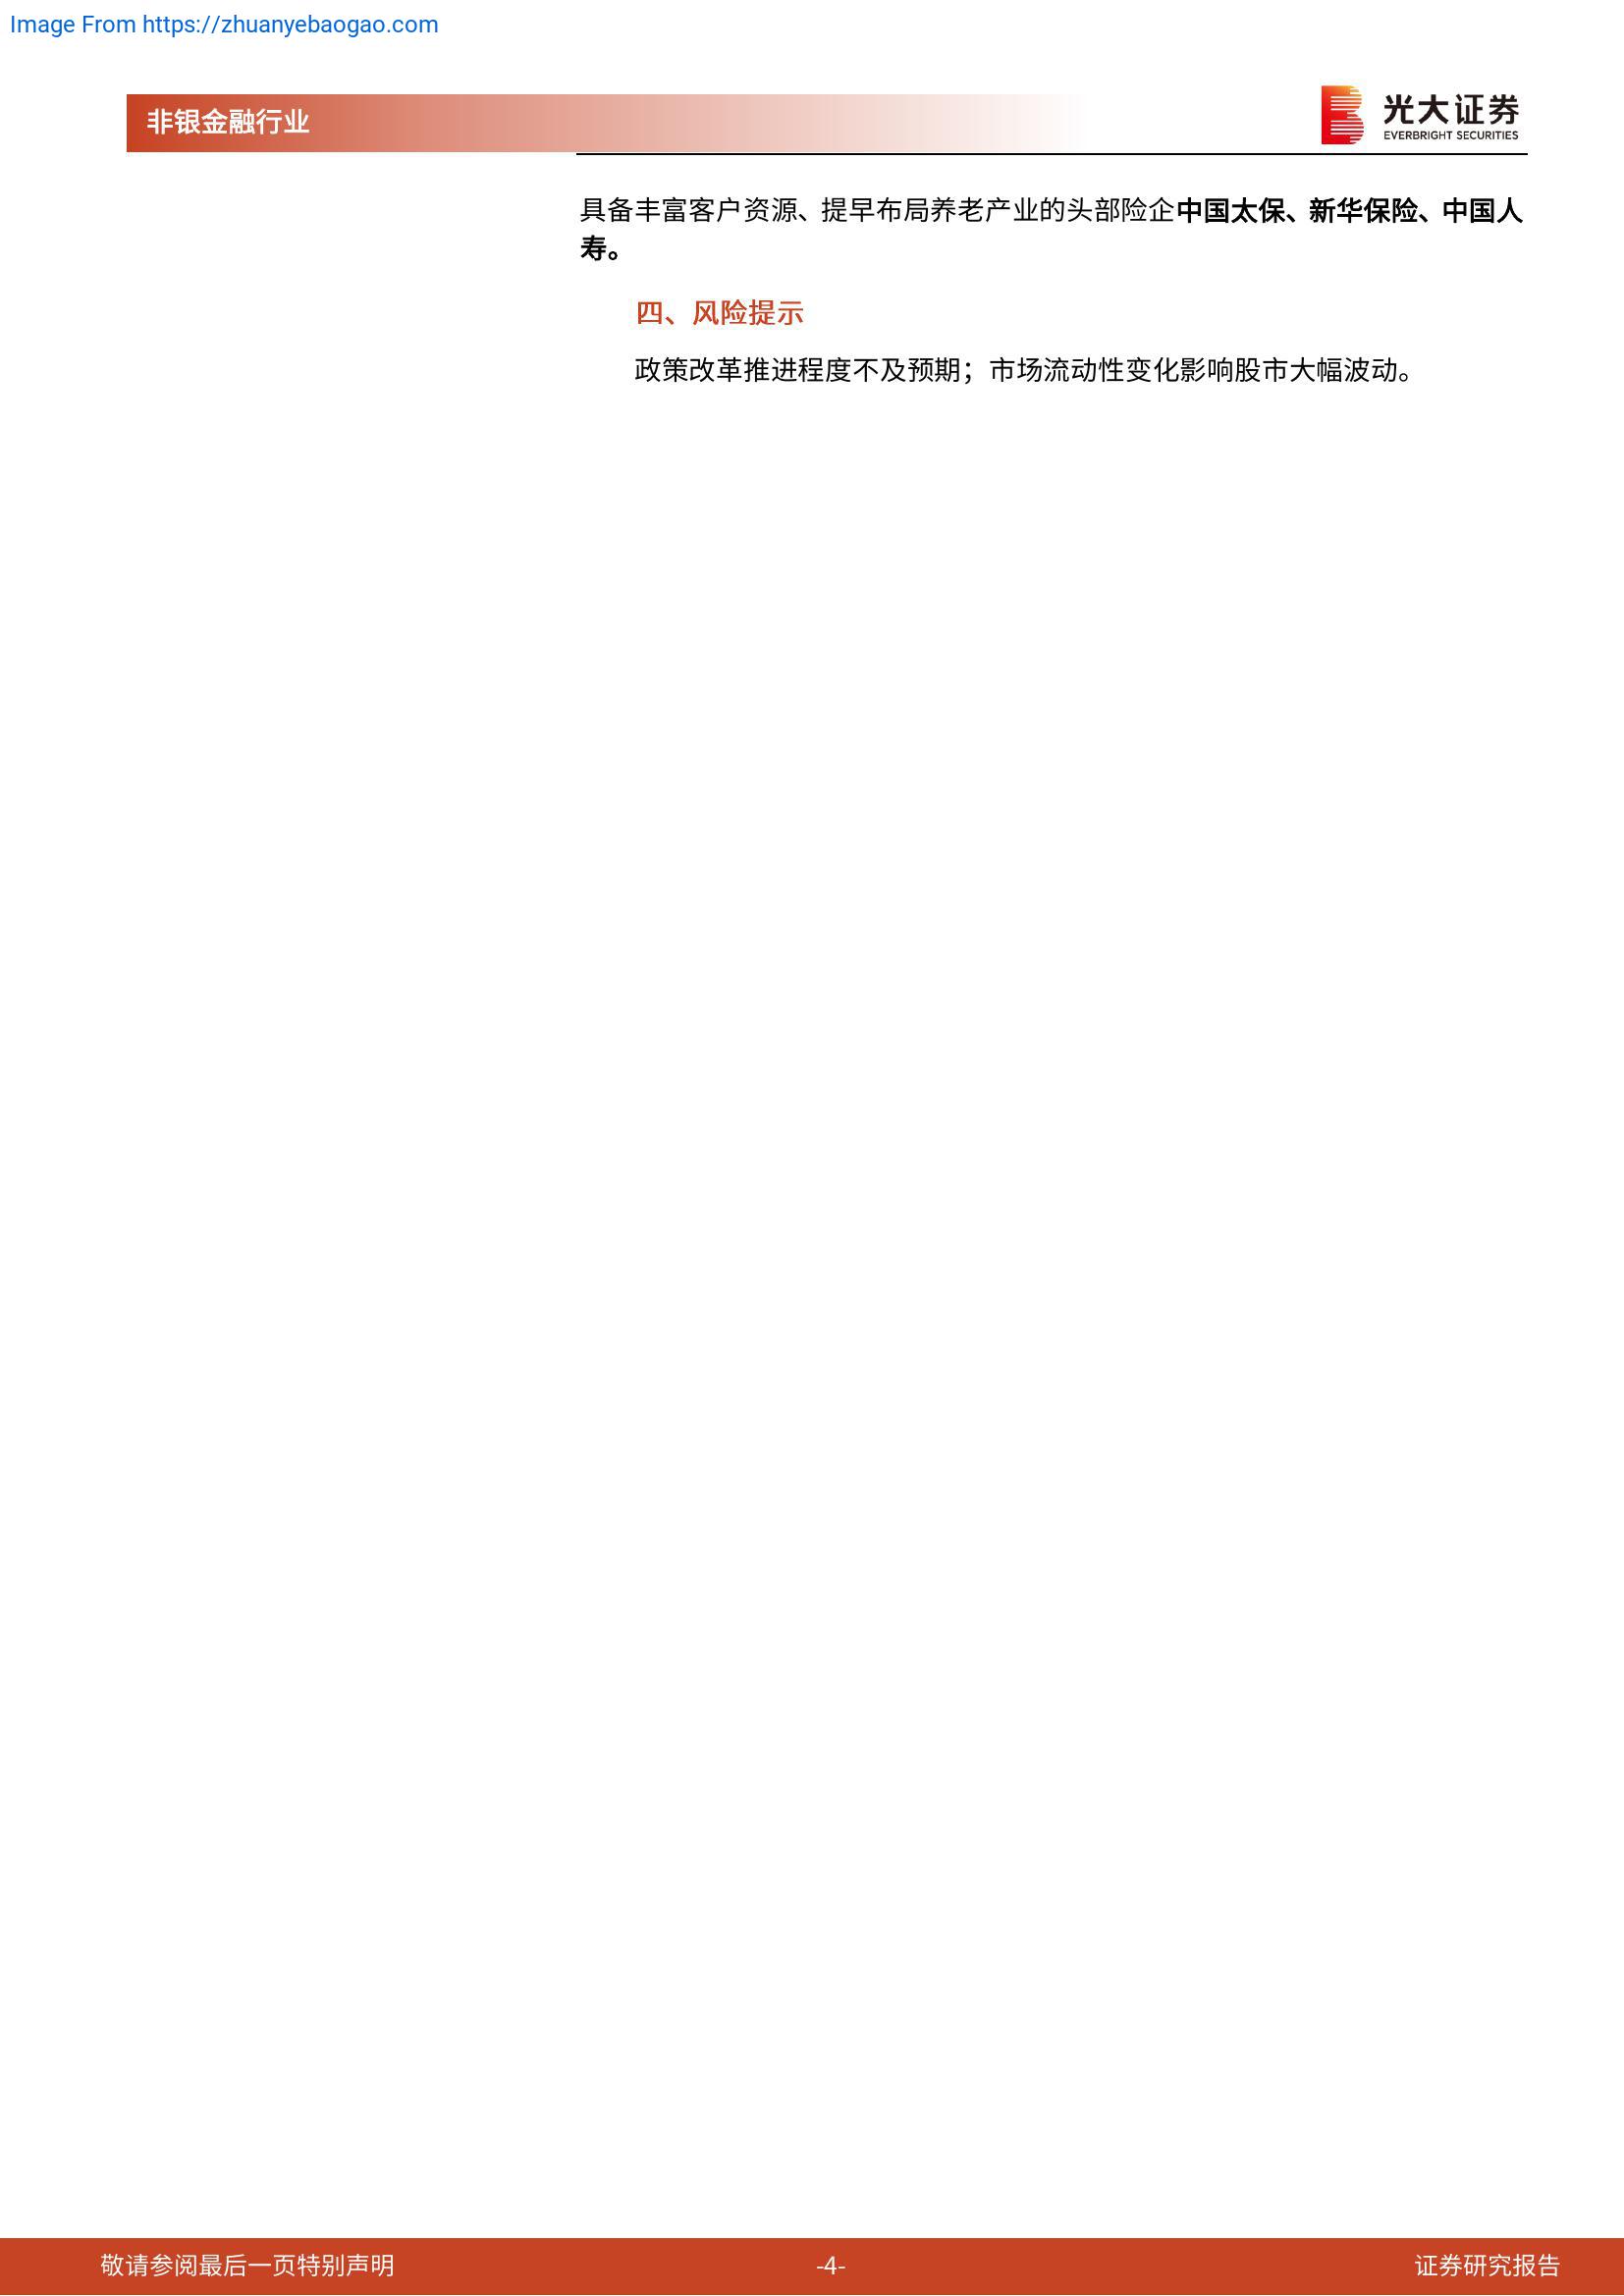 Image From https://zhuanyebaogao.com
非银金融行业
光大证券
EVERBRIGHT SECURITIES
具备丰富客户资源、提早布局养老产业的头部险企中国太保、新华保险、中国人
寿。
四、风险提示
政策改革推进程度不及预期；市场流动性变化影响股市大幅波动。
敬请参阅最后一页特别声明
-4-
证券研究报告